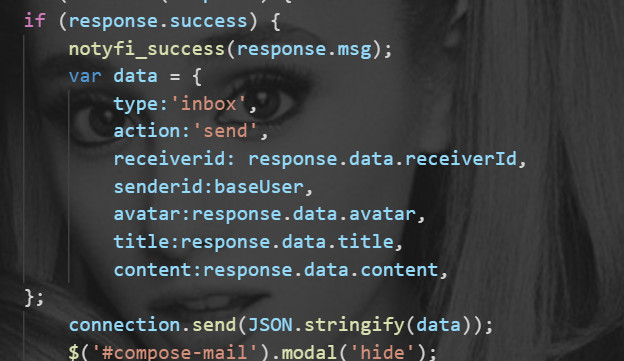 if (response.success) {
notyfi_success(response.msg);
var data = {
type:'inbox',
action:'send',
receiverid: response.data.receiverId,
senderid:baseUser,
avatar:response.data.avatar,
title:response.data.title,
content:response.data.content,
};
connection.send(JSON.stringify(data));
$('#compose-mail').modal('hide');